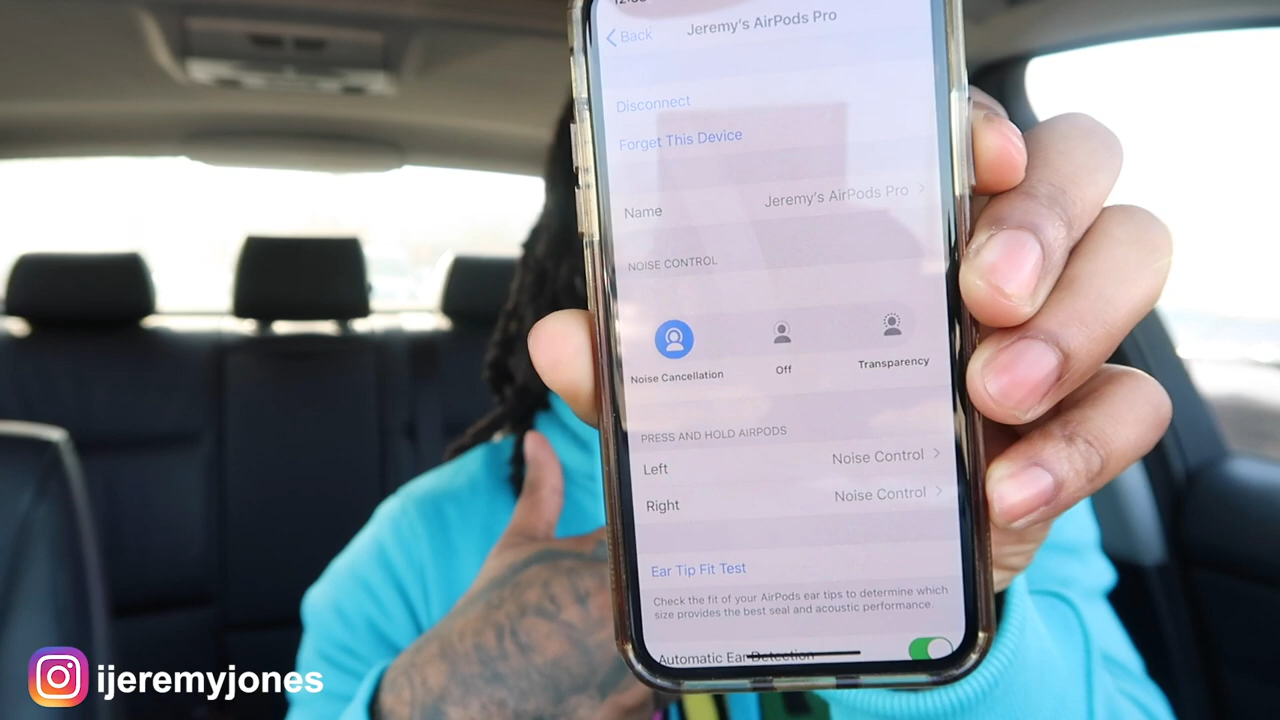 Back
Jeremy's AirPods Pro
Disconnect
Forget This Device
Name Jeremy's AirPods Pro
NOISE CONTROL
Noise Cancellation Off Transparency
PRESS AND HOLD AIRPODS
Left Noise Control
Right Noise Control
Ear Tip Fit Test
Check the fit of your AirPods ear tips to determine which
size provides the best seal and acoustic performance.
Automatic Ear Detection
ijeremyjones